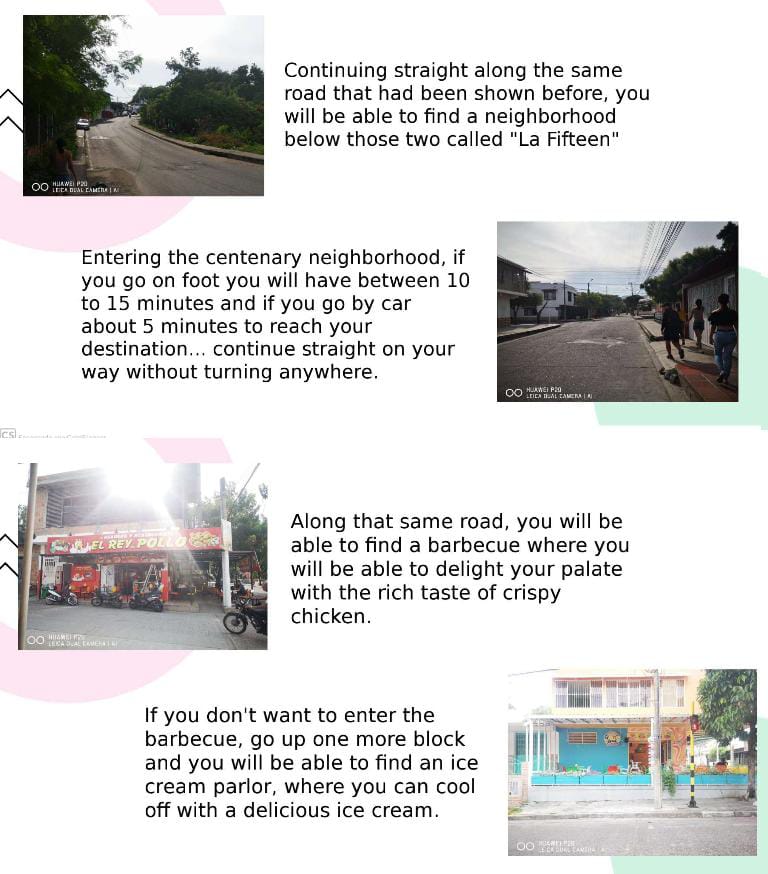 Continuing straight along the same
road that had been shown before, you
will be able to find a neighborhood
below those two called "La Fifteen"
HUAWEI P20
LEICA DUAL CAMERA | AI
Entering the centenary neighborhood, if
you go on foot you will have between 10
to 15 minutes and if you go by car
about 5 minutes to reach your
destination... continue straight on your
way without turning anywhere.
HUAWEI P20
LEICA DUAL CAMERA | AI
CS
EL REY POLLO
HUAWEI P20
LEICA DUAL CAMERA | AI
Along that same road, you will be
able to find a barbecue where you
will be able to delight your palate
with the rich taste of crispy
chicken.
If you don't want to enter the
barbecue, go up one more block
and you will be able to find an ice
cream parlor, where you can cool
off with a delicious ice cream.
HUAWEI P20
LEICA DUAL CAMERA | AI